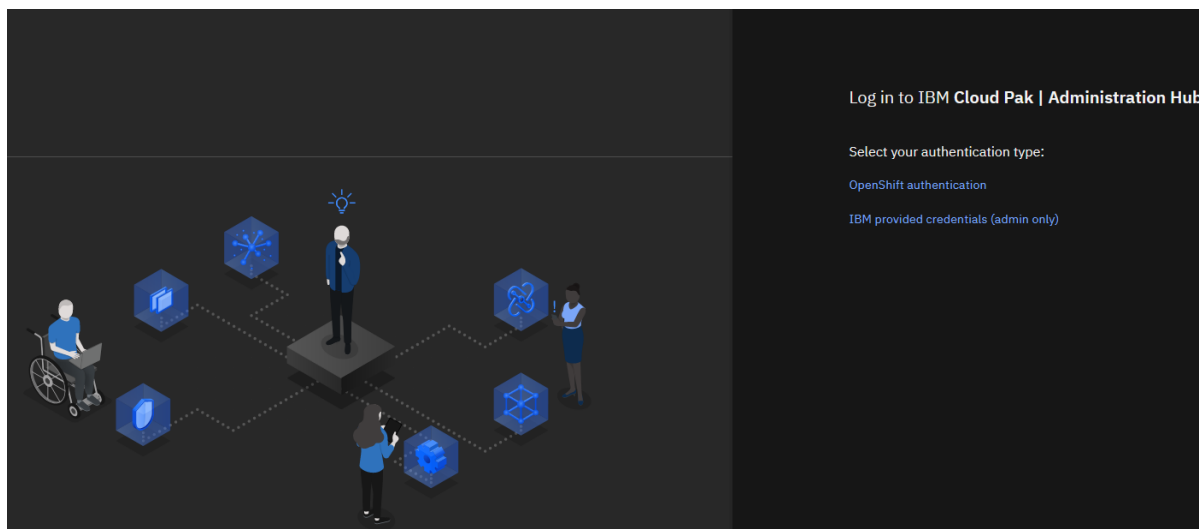 Log in to IBM Cloud Pak | Administration Hub
Select your authentication type:
OpenShift authentication
IBM provided credentials (admin only)